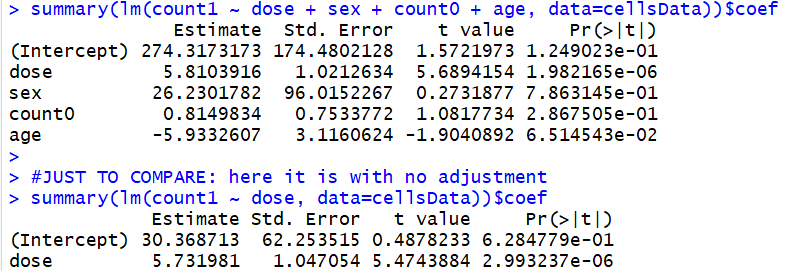 > summary(lm(count1 ~ dose + sex + count0 + age, data=cellsData))$coef
Estimate Std. Error t value Pr(>|t|)
(Intercept) 274.3173173 174.4802128 1.5721973 1.249023e-01
dose 5.8103916 1.0212634 5.6894154 1.982165e-06
sex 26.2301782 96.0152267 0.2731877 7.863145e-01
count0 0.8149834 0.7533772 1.0817734 2.867505e-01
age -5.9332607 3.1160624 -1.9040892 6.514543e-02
>
> #JUST TO COMPARE: here it is with no adjustment
> summary(lm(count1 ~ dose, data=cellsData))$coef
Estimate Std. Error t value Pr(>|t|)
(Intercept) 30.368713 62.253515 0.4878233 6.284779e-01
dose 5.731981 1.047054 5.4743884 2.993237e-06